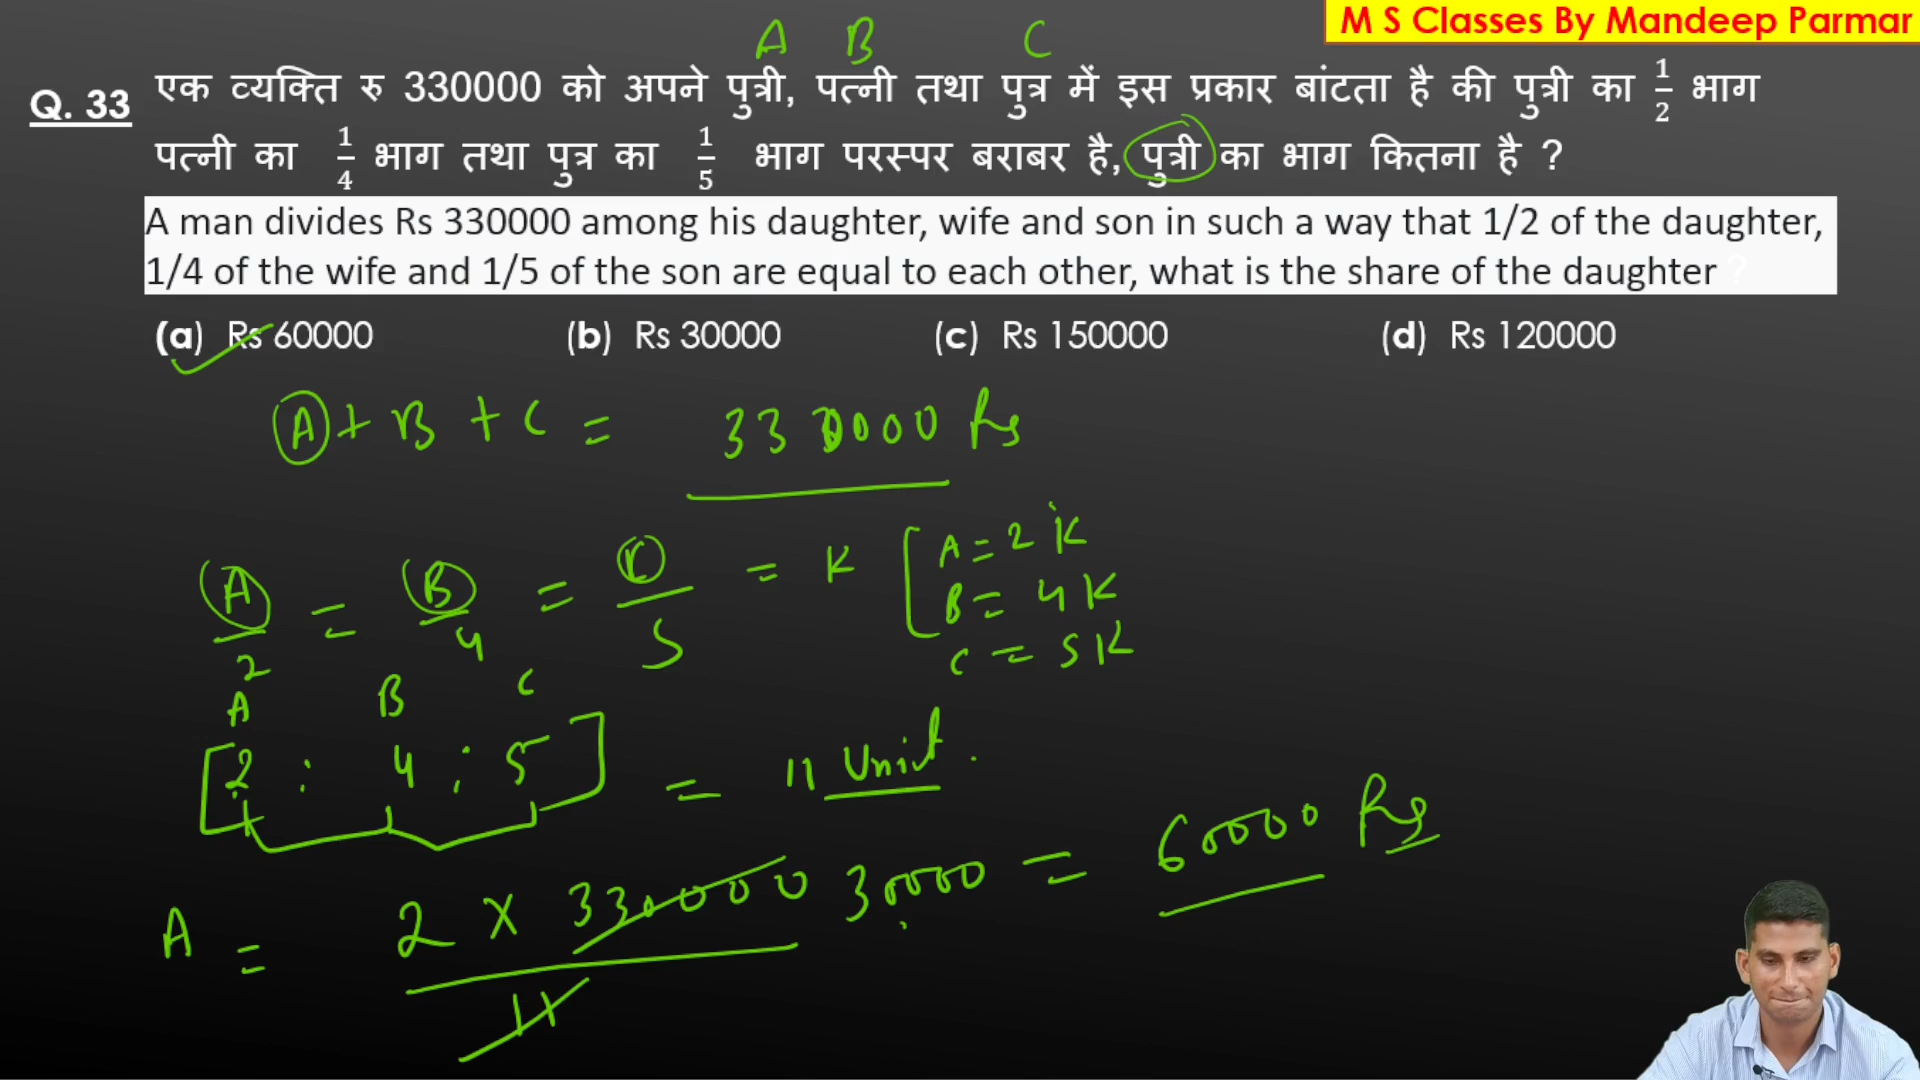 M S Classes By Mandeep Parmar
A B C
Q. 33 एक व्यक्ति रु 330000 को अपने पुत्री, पत्नी तथा पुत्र में इस प्रकार बांटता है की पुत्री का 1/2 भाग
पत्नी का 1/4 भाग तथा पुत्र का 1/5 भाग परस्पर बराबर है, पुत्री का भाग कितना है ?
A man divides Rs 330000 among his daughter, wife and son in such a way that 1/2 of the daughter,
1/4 of the wife and 1/5 of the son are equal to each other, what is the share of the daughter ?
(a) Rs 60000 (b) Rs 30000 (c) Rs 150000 (d) Rs 120000
A + B + C = 330000 Rs
A/2 = B/4 = C/5 = K
A = 2K
B = 4K
C = 5K
A B C
[2 : 4 : 5] = 11 Unit.
A = 2 x 330000/11 30000 = 60000 Rs